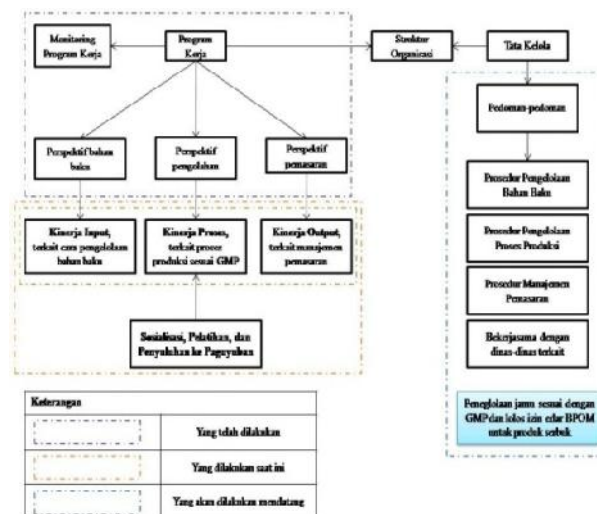 Monitoring
Program Kerja
Program
Kerja
Struktur
Organisasi
Tata Kelola
Pedoman-pedoman
Perspektif bahan
baku
Perspektif
pengolahan
Perspektif
pemasaran
Prosedur Pengelolaan
Bahan Baku
Kinerja Input,
terkait cara pengelolaan
bahan baku
Kinerja Proses,
terkait proses
produksi sesuai GMP
Kinerja Output,
terkait manajemen
pemasaran
Prosedur Pengelolaan
Proses Produksi
Prosedur Manajemen
Pemasaran
Sosialisasi, Pelatihan, dan
Penyuluhan ke Paguyuban
Bekerjasama dengan
dinas-dinas terkait
Pengelolaan jamu sesuai dengan
GMP dan lolos izin edar BPOM
untuk produk serbuk
Keterangan
Yang telah dilakukan
Yang dilakukan saat ini
Yang akan dilakukan mendatang